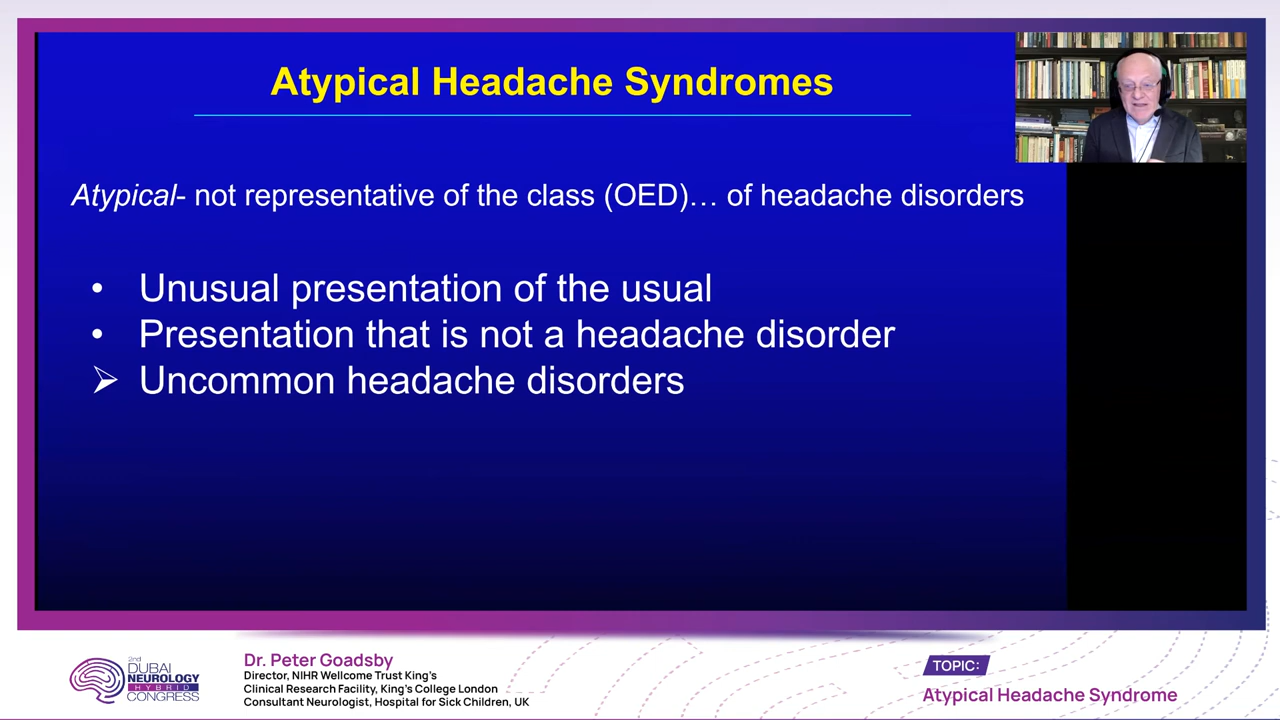 Atypical Headache Syndromes
Atypical- not representative of the class (OED)… of headache disorders
• Unusual presentation of the usual
• Presentation that is not a headache disorder
➢ Uncommon headache disorders
2nd
DUBAI
NEUROLOGY
HYBRID
CONGRESS
Dr. Peter Goadsby
Director, NIHR Wellcome Trust King's
Clinical Research Facility, King's College London
Consultant Neurologist, Hospital for Sick Children, UK
TOPIC:
Atypical Headache Syndrome